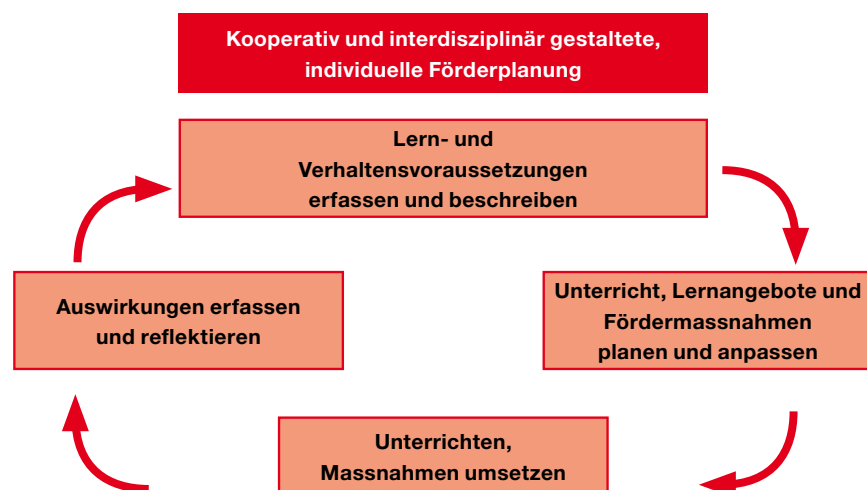 Kooperativ und interdisziplinär gestaltete,
individuelle Förderplanung
Lern- und
Verhaltensvoraussetzungen
erfassen und beschreiben
Auswirkungen erfassen
und reflektieren
Unterricht, Lernangebote und
Fördermassnahmen
planen und anpassen
Unterrichten,
Massnahmen umsetzen